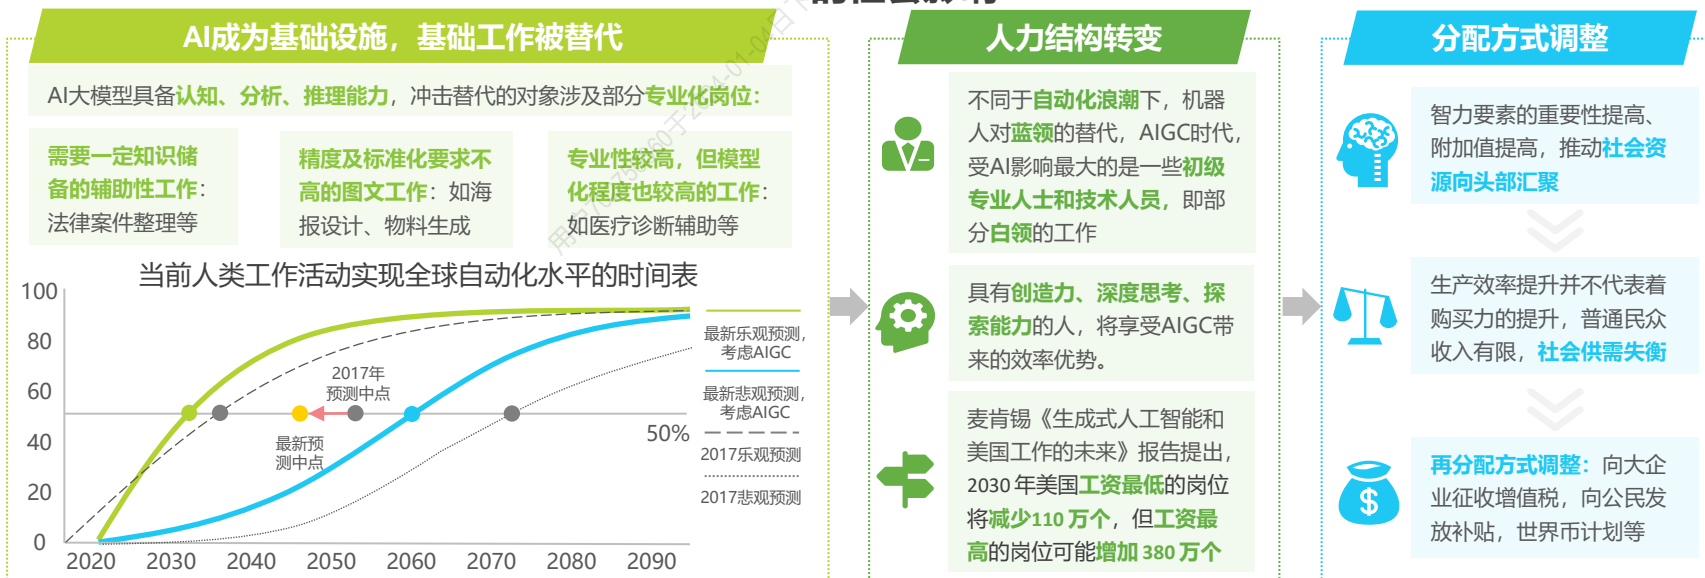 AI成为基础设施，基础工作被替代
AI大模型具备认知、分析、推理能力，冲击替代的对象涉及部分专业化岗位：
需要一定知识储
备的辅助性工作：
法律案件整理等
精度及标准化要求不
高的图文工作：如海
报设计、物料生成
专业性较高，但模型
化程度也较高的工作：
如医疗诊断辅助等
当前人类工作活动实现全球自动化水平的时间表
100
80
60
40
20
0
2020 2030 2040 2050 2060 2070 2080 2090
2017年
预测中点
最新预
测中点
50%
最新乐观预测，
考虑AIGC
最新悲观预测，
考虑AIGC
2017乐观预测
2017悲观预测
人力结构转变
不同于自动化浪潮下，机器
人对蓝领的替代，AIGC时代，
受AI影响最大的是一些初级
专业人士和技术人员，即部
分白领的工作
具有创造力、深度思考、探
索能力的人，将享受AIGC带
来的效率优势。
麦肯锡《生成式人工智能和
美国工作的未来》报告提出，
2030年美国工资最低的岗位
将减少110万个，但工资最
高的岗位可能增加380万个
分配方式调整
智力要素的重要性提高、
附加值提高，推动社会资
源向头部汇聚
生产效率提升并不代表着
购买力的提升，普通民众
收入有限，社会供需失衡
再分配方式调整：向大企
业征收增值税，向公民发
放补贴，世界币计划等